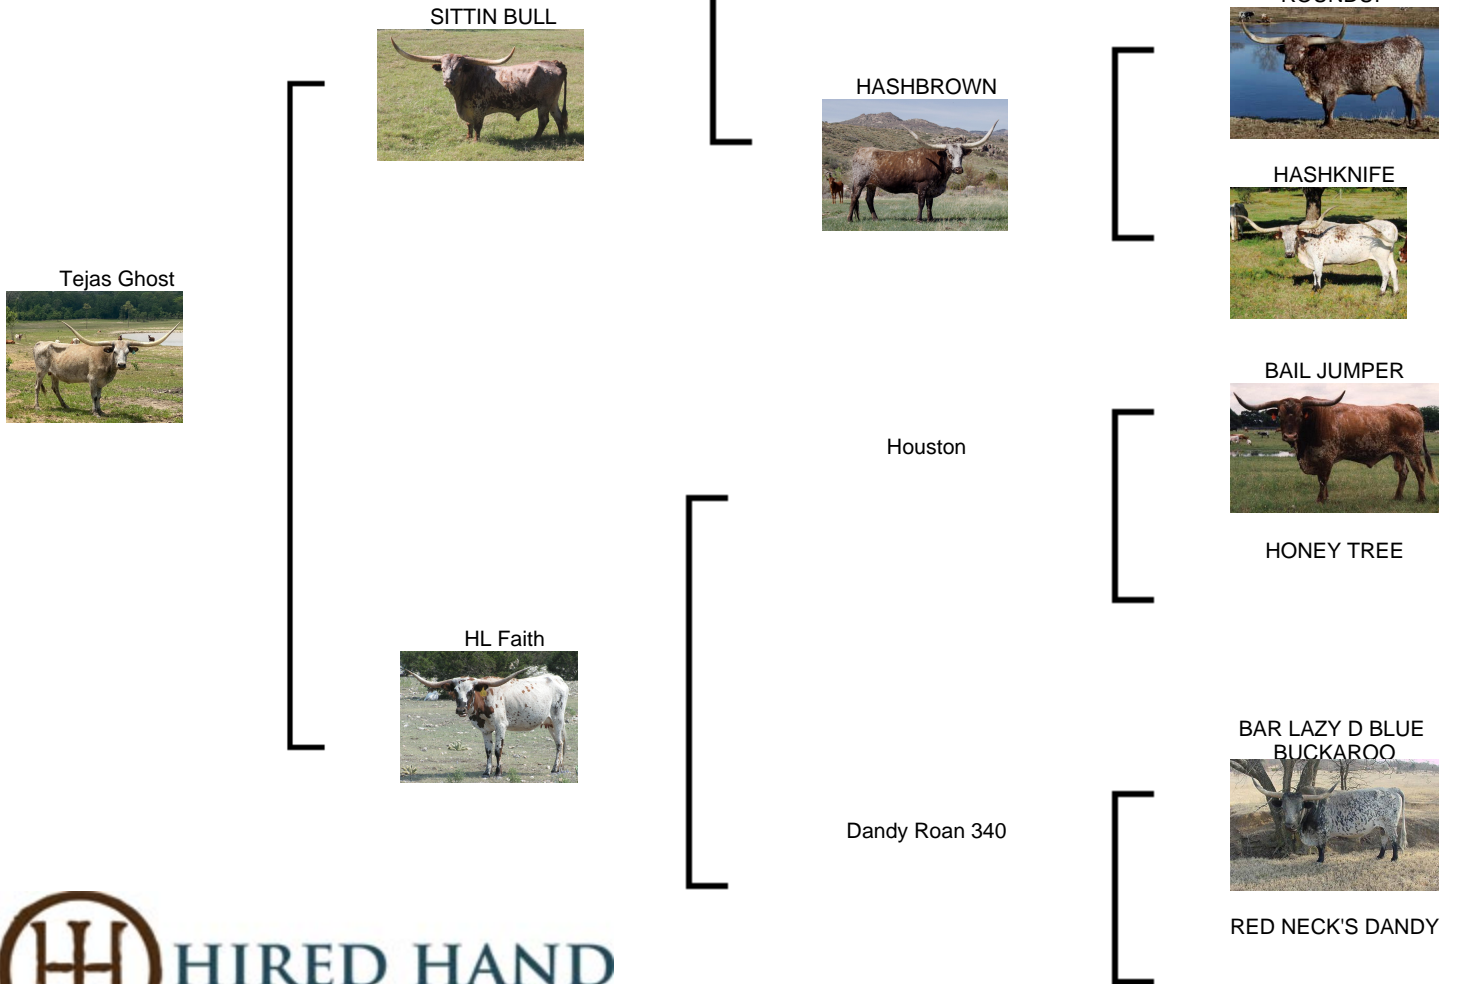 SITTIN BULL
HASHBROWN
HASHKNIFE
Tejas Ghost
BAIL JUMPER
Houston
HONEY TREE
HL Faith
BAR LAZY D BLUE
BUCKAROO
Dandy Roan 340
RED NECK'S DANDY
HIRED HAND